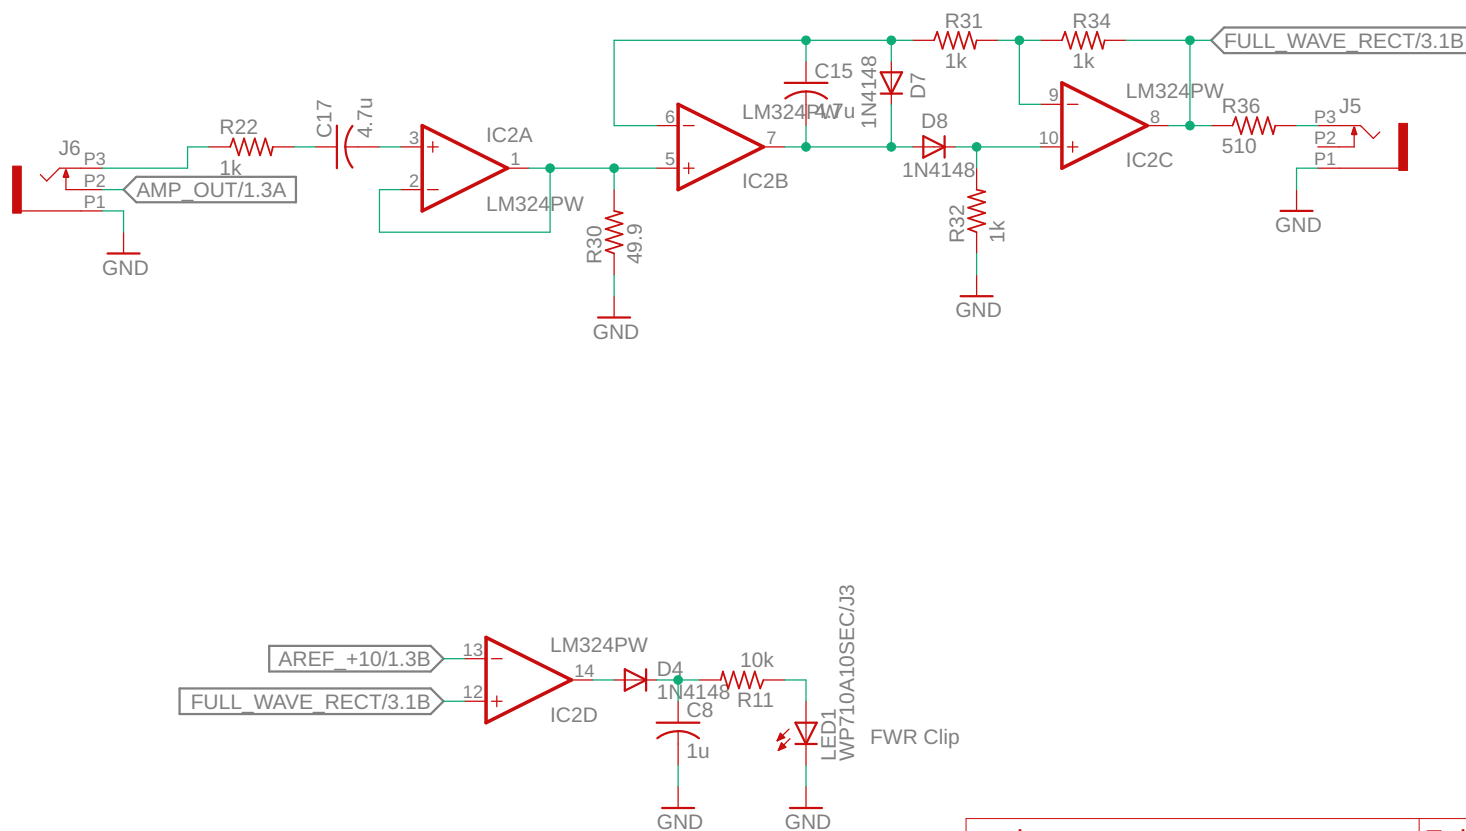 R31
1k
R34
1k
FULL_WAVE_RECT/3.1B
C15
4.7u
1N4148
D7
LM324PW
6
5
7
IC2B
D8
1N4148
LM324PW
9
10
8
IC2C
R36
510
J5
P3
P2
P1
GND
J6
P3
P2
P1
R22
1k
C17
4.7u
AMP_OUT/1.3A
GND
3
2
1
IC2A
LM324PW
R30
49.9
GND
R32
1k
GND
AREF_+10/1.3B
FULL_WAVE_RECT/3.1B
13
12
14
LM324PW
IC2D
D4
1N4148
C8
1u
GND
10k
R11
LED1
WP710A10SEC/J3
FWR Clip
GND